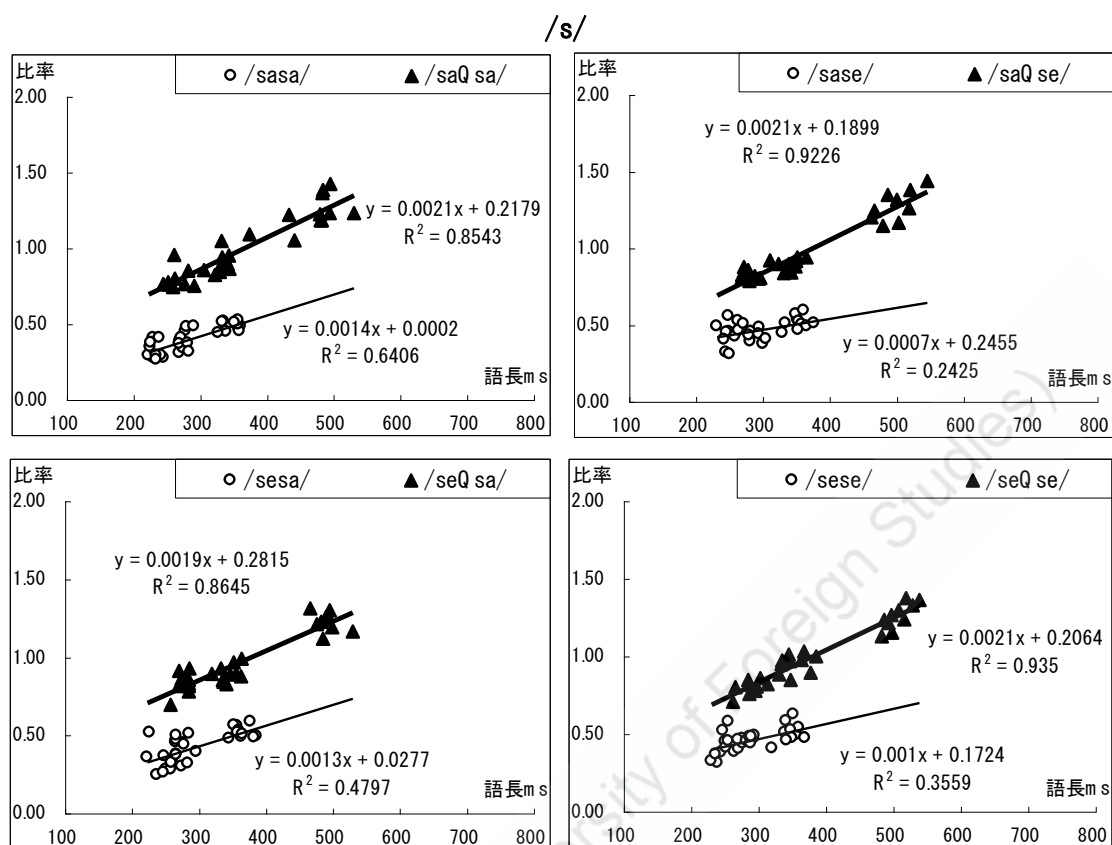 /s/
比率
○ /sasa/ ▲ /saQ sa/
2.00
1.50
1.00
0.50
0.00
y = 0.0021x + 0.2179
R² = 0.8543
y = 0.0014x + 0.0002
R² = 0.6406
語長ms
100 200 300 400 500 600 700 800
比率
○ /sase/ ▲ /saQ se/
2.00
1.50
1.00
0.50
0.00
y = 0.0021x + 0.1899
R² = 0.9226
y = 0.0007x + 0.2455
R² = 0.2425
語長ms
100 200 300 400 500 600 700 800
比率
○ /sesa/ ▲ /seQ sa/
2.00
1.50
1.00
0.50
0.00
y = 0.0019x + 0.2815
R² = 0.8645
y = 0.0013x + 0.0277
R² = 0.4797
語長ms
100 200 300 400 500 600 700 800
比率
○ /sese/ ▲ /seQ se/
2.00
1.50
1.00
0.50
0.00
y = 0.0021x + 0.2064
R² = 0.935
y = 0.001x + 0.1724
R² = 0.3559
語長ms
100 200 300 400 500 600 700 800
of Foreign Studies)